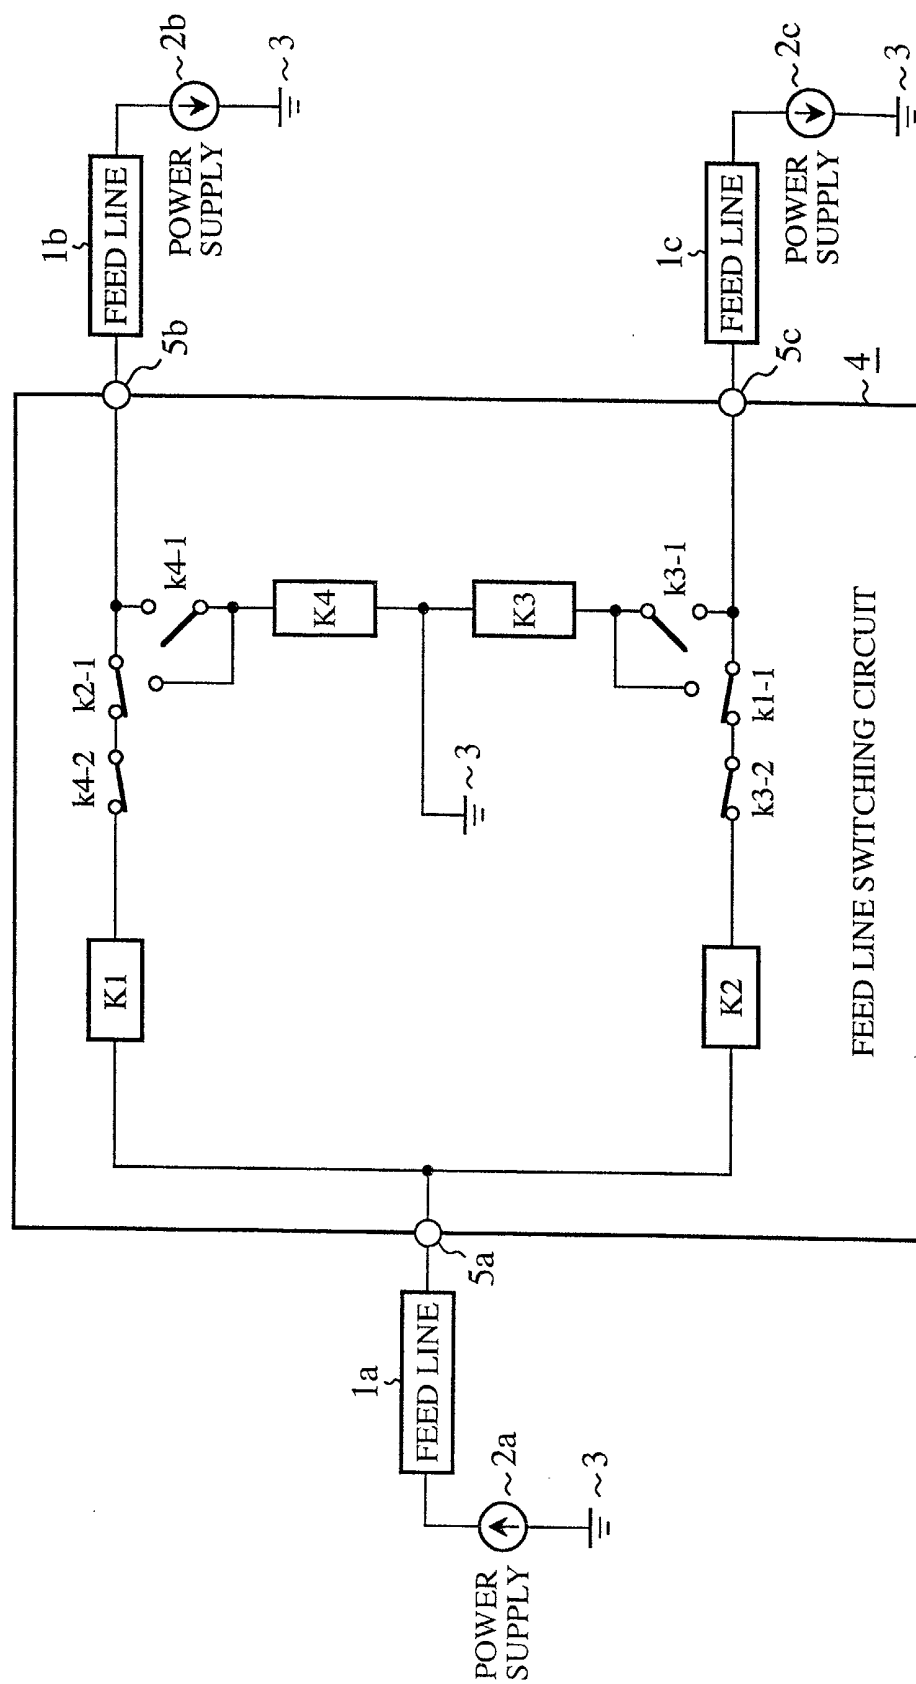 1b
FEED LINE
2b
POWER
SUPPLY
3
5b
k4-2
k2-1
k4-1
K1
K4
3
K3
k3-1
K2
k3-2
k1-1
5a
1a
FEED LINE
2a
POWER
SUPPLY
3
5c
1c
FEED LINE
2c
POWER
SUPPLY
3
4
FEED LINE SWITCHING CIRCUIT